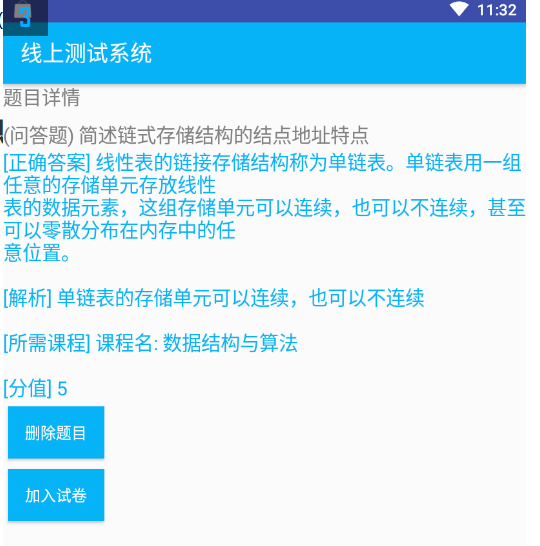 11:32
线上测试系统
题目详情
(问答题) 简述链式存储结构的结点地址特点
[正确答案] 线性表的链接存储结构称为单链表。单链表用一组
任意的存储单元存放线性
表的数据元素，这组存储单元可以连续，也可以不连续，甚至
可以零散分布在内存中的任
意位置。
[解析] 单链表的存储单元可以连续，也可以不连续
[所需课程] 课程名: 数据结构与算法
[分值] 5
删除题目
加入试卷